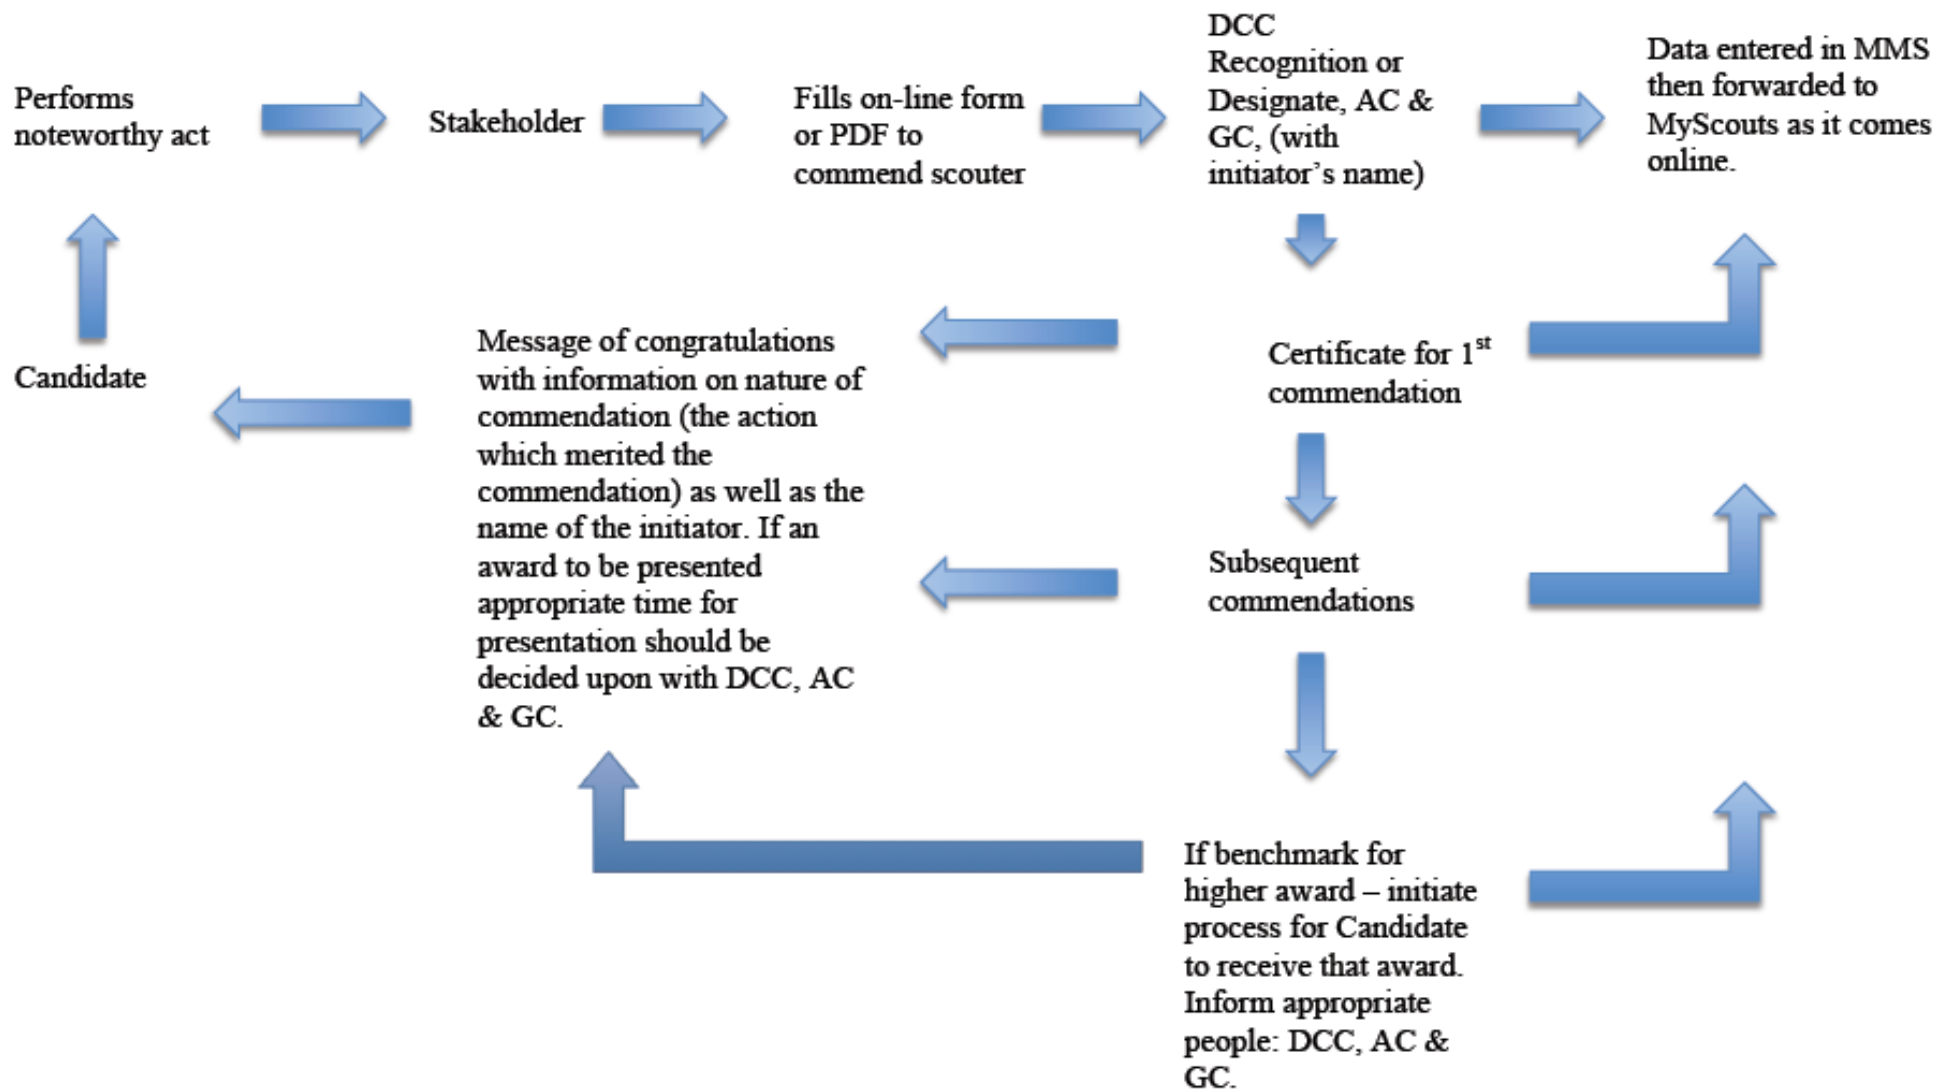 Performs
noteworthy act
Stakeholder
Fills on-line form
or PDF to
commend scouter
DCC
Recognition or
Designate, AC &
GC, (with
initiator's name)
Data entered in MMS
then forwarded to
MyScouts as it comes
online.
Candidate
Message of congratulations
with information on nature of
commendation (the action
which merited the
commendation) as well as the
name of the initiator. If an
award to be presented
appropriate time for
presentation should be
decided upon with DCC, AC
& GC.
Certificate for 1st
commendation
Subsequent
commendations
If benchmark for
higher award – initiate
process for Candidate
to receive that award.
Inform appropriate
people: DCC, AC &
GC.